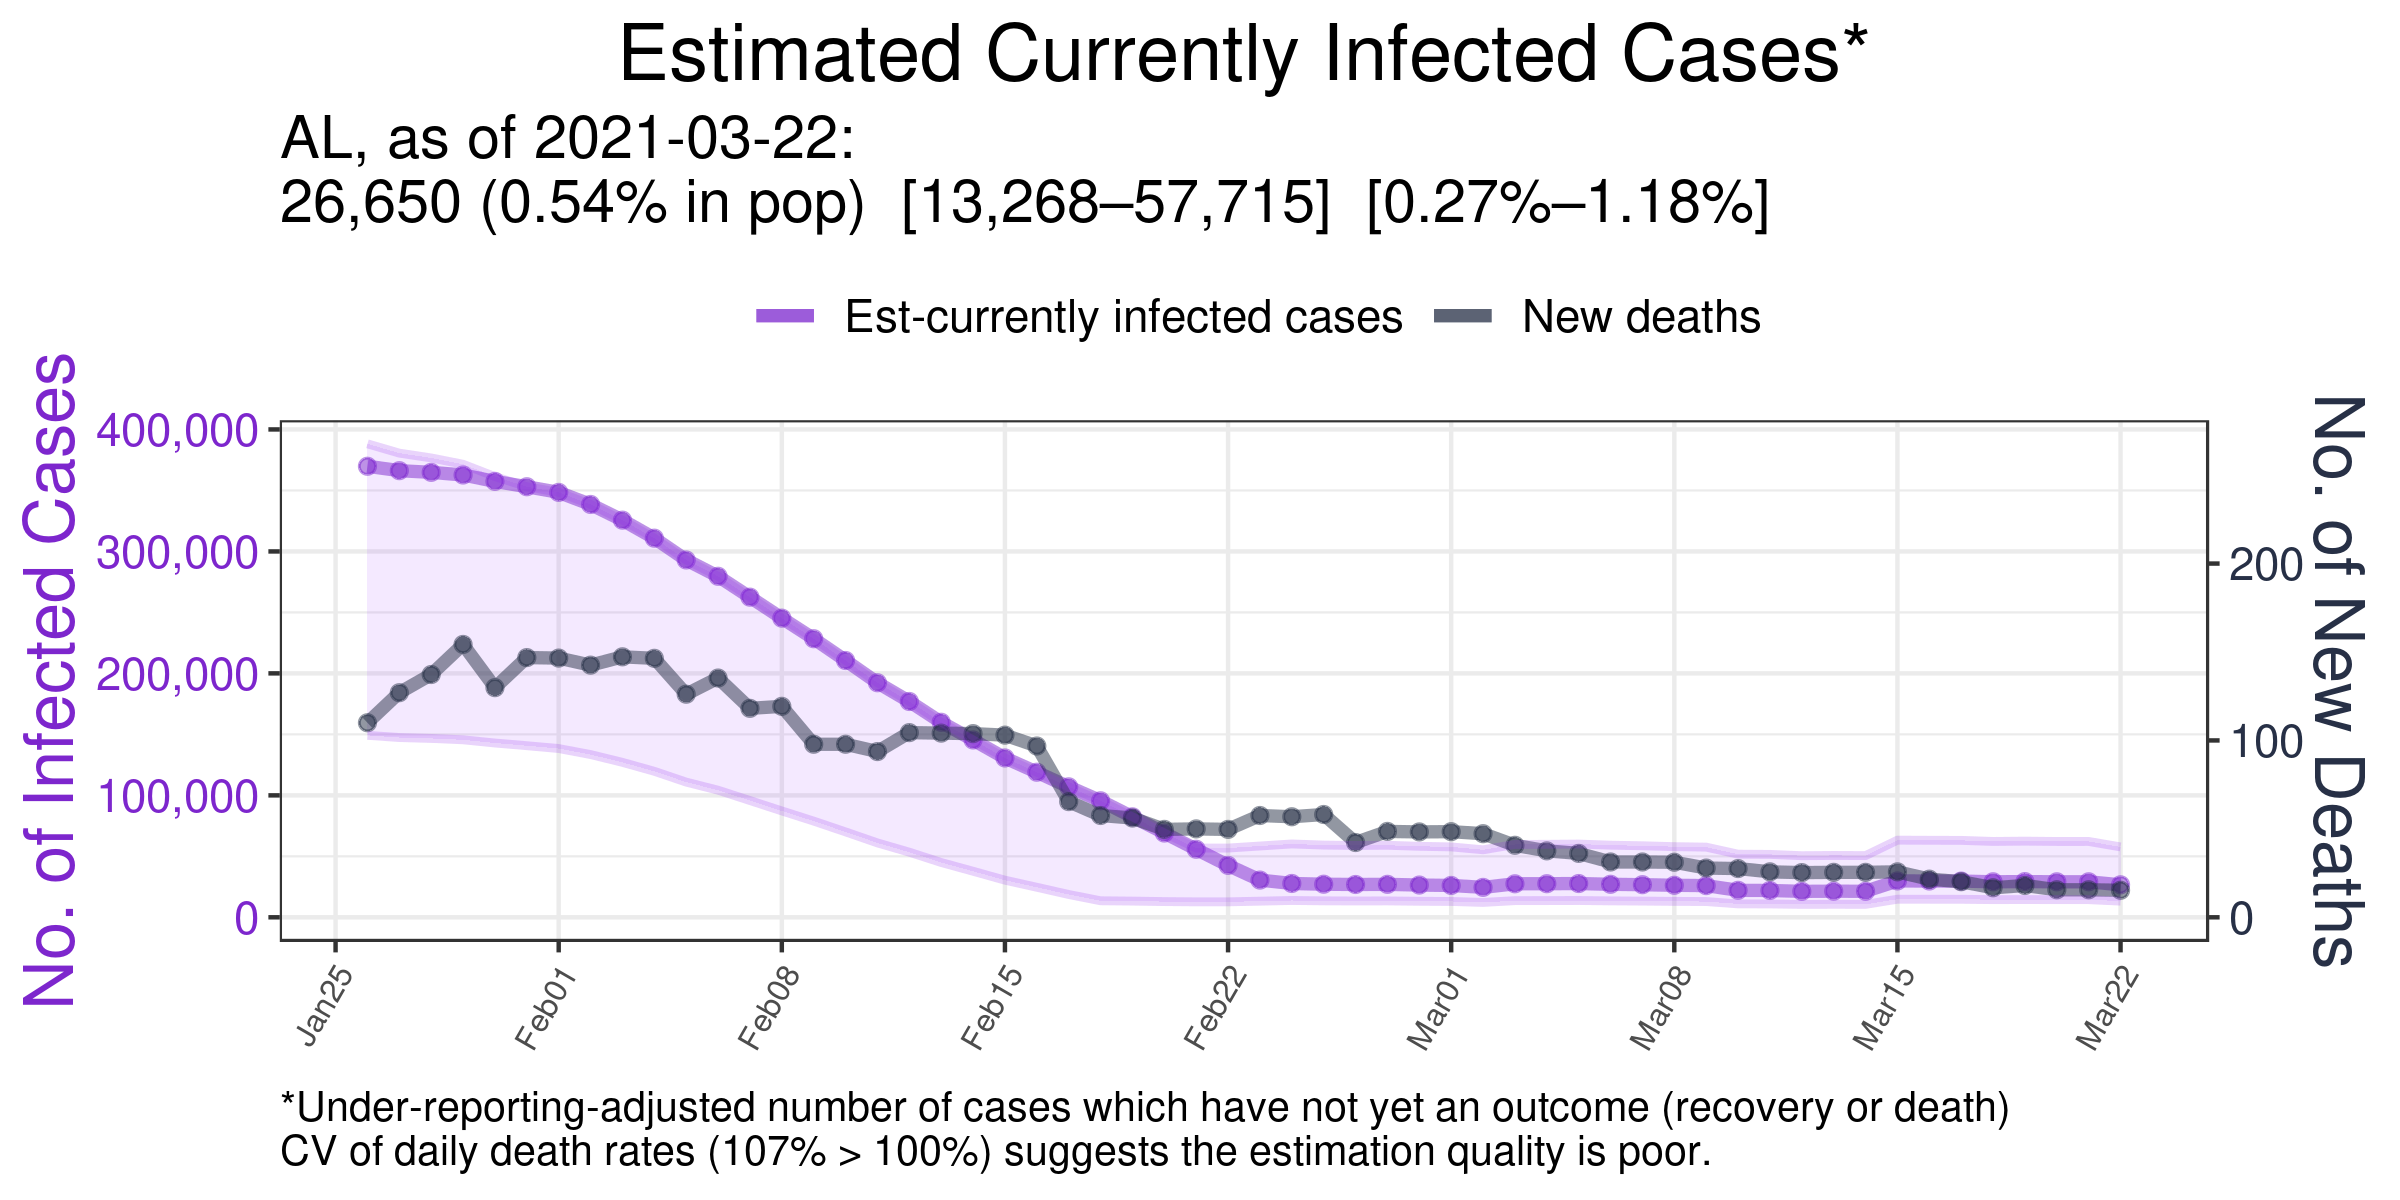 Estimated Currently Infected Cases*
AL, as of 2021-03-22:
26,650 (0.54% in pop)  [13,268–57,715]  [0.27%–1.18%]
Est-currently infected cases
New deaths
No. of Infected Cases
400,000
300,000
200,000
100,000
0
No. of New Deaths
200
100
0
Jan25
Feb01
Feb08
Feb15
Feb22
Mar01
Mar08
Mar15
Mar22
*Under-reporting-adjusted number of cases which have not yet an outcome (recovery or death)
CV of daily death rates (107% > 100%) suggests the estimation quality is poor.